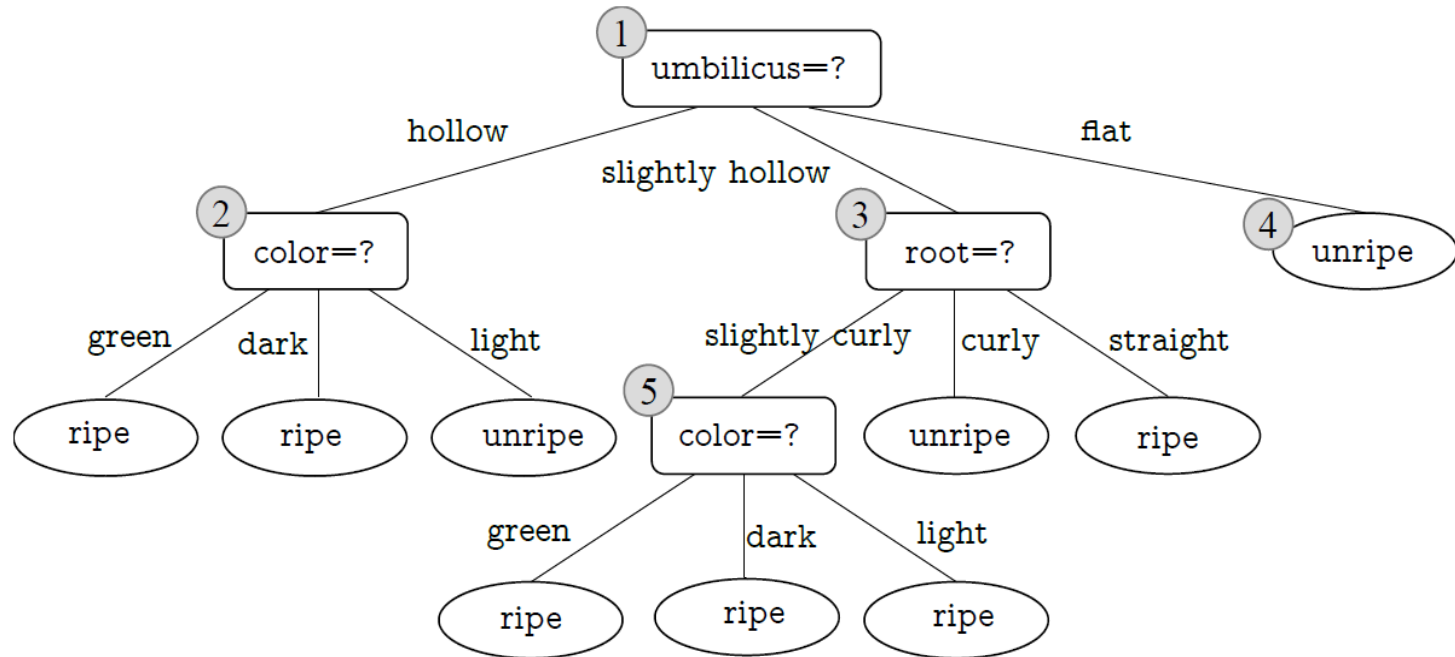 1
umbilicus=?
hollow
slightly hollow
flat
2
color=?
3
root=?
4
unripe
green
dark
light
slightly curly
curly
straight
ripe
ripe
unripe
5
color=?
unripe
ripe
green
dark
light
ripe
ripe
ripe